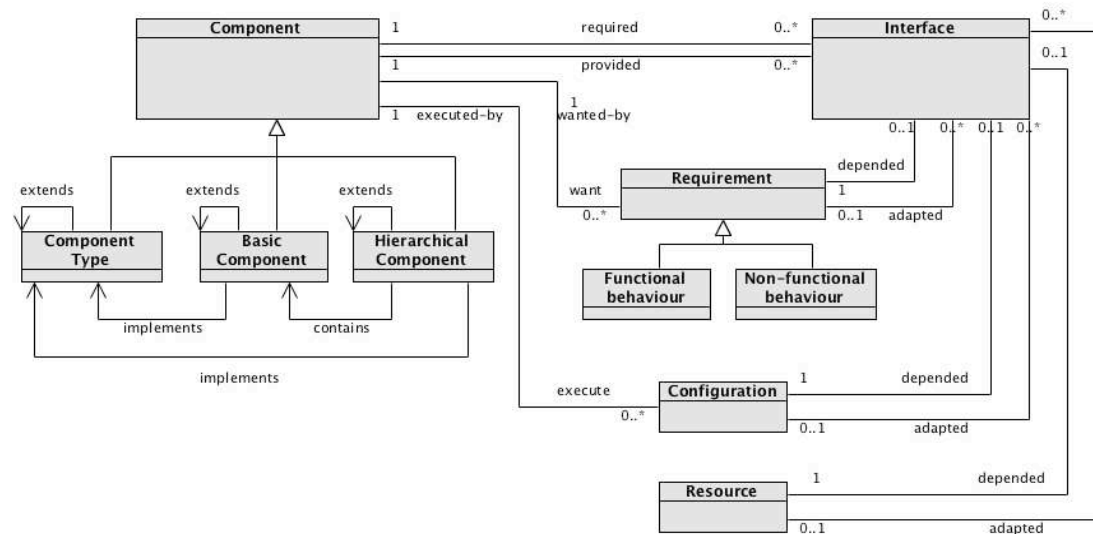 Component
Interface
1 required 0..*
0..*
1 provided 0..*
0..1
1
1 executed-by wanted-by
0..1 0..* 0..1 0..*
extends extends extends
Requirement
depended
1
want
0..*
0..1 adapted
Component
Type
Basic
Component
Hierarchical
Component
Functional
behaviour
Non-functional
behaviour
implements contains
implements
execute
0..*
Configuration
1 depended
0..1 adapted
Resource
1 depended
0..1 adapted